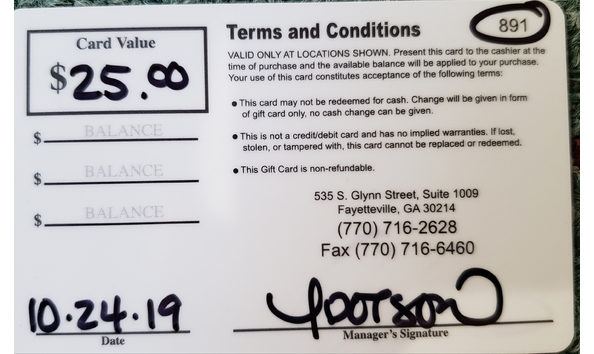 Card Value
$25.00
$ BALANCE
$ BALANCE
$ BALANCE
10.24.19
Date
Terms and Conditions
891
VALID ONLY AT LOCATIONS SHOWN. Present this card to the cashier at the
time of purchase and the available balance will be applied to your purchase.
Your use of this card constitutes acceptance of the following terms:
● This card may not be redeemed for cash. Change will be given in form
of gift card only, no cash change can be given.
● This is not a credit/debit card and has no implied warranties. If lost,
stolen, or tampered with, this card cannot be replaced or redeemed.
● This Gift Card is non-refundable.
535 S. Glynn Street, Suite 1009
Fayetteville, GA 30214
(770) 716-2628
Fax (770) 716-6460
Manager's Signature